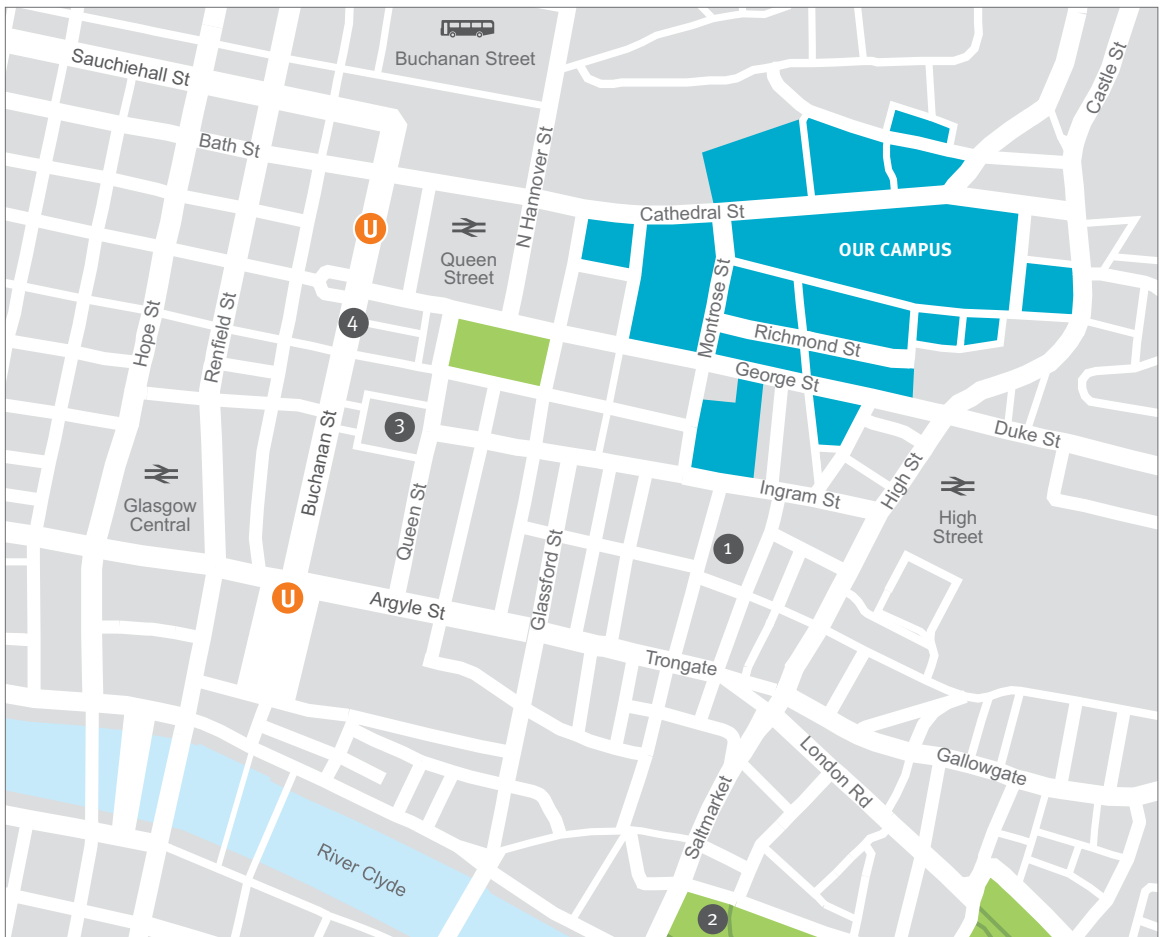 Buchanan Street
Sauchiehall St
Castle St
Bath St
N Hannover St
Cathedral St
U
OUR CAMPUS
Queen
Street
Montrose St
Hope St
Renfield St
4
Richmond St
George St
3
Buchanan St
Duke St
Glasgow
Central
Queen St
Ingram St
High St
High
Street
1
Glassford St
U
Argyle St
Trongate
London Rd
Gallowgate
Saltmarket
River Clyde
2